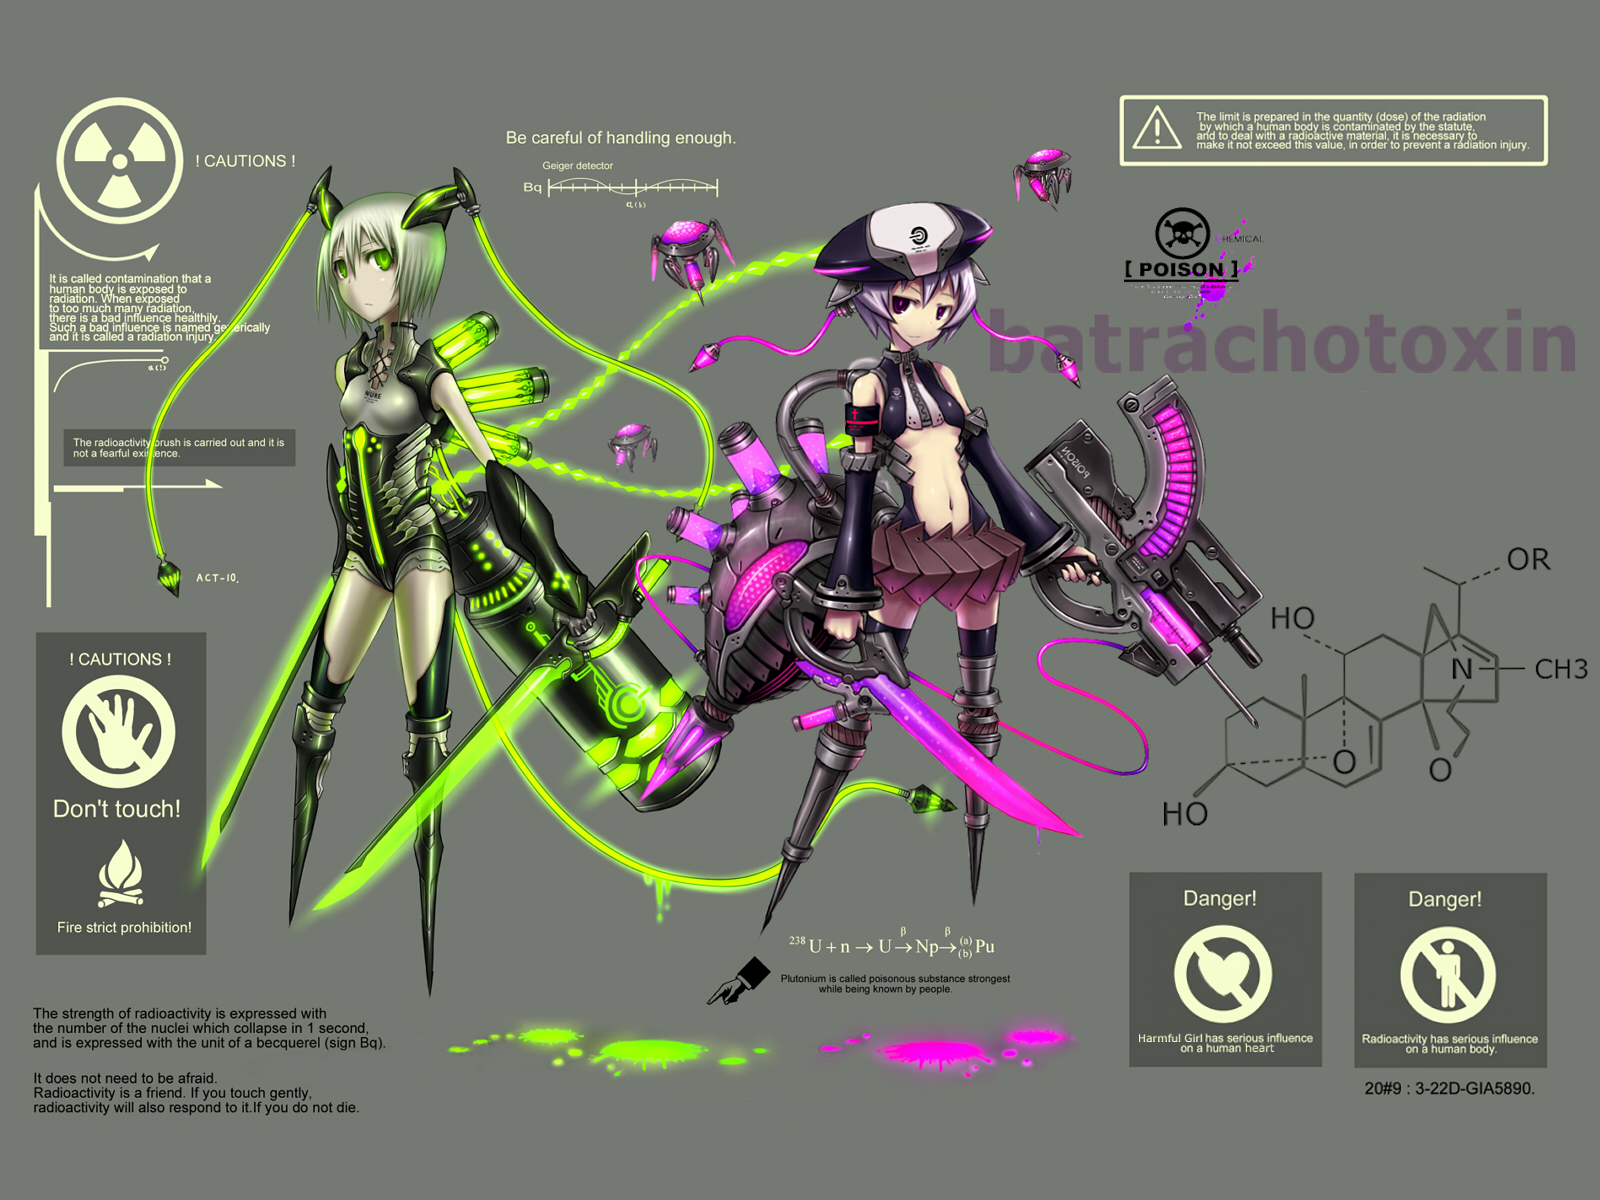 ! CAUTIONS !
Be careful of handling enough.
Geiger detector
Bq
The limit is prepared in the quantity (dose) of the radiation
by which a human body is contaminated by the statute,
and to deal with a radioactive material, it is necessary to
make it not exceed this value, in order to prevent a radiation injury.
CHEMICAL
[ POISON ]
batrachotoxin
It is called contamination that a
human body is exposed to
radiation. When exposed
to too much many radiation,
there is a bad influence healthily.
Such a bad influence is named generically
and it is called a radiation injury.
The radioactivity brush is carried out and it is
not a fearful existence.
ACT-10.
POISON
OR
HO
N
CH3
O
O
HO
! CAUTIONS !
Don't touch!
Fire strict prohibition!
238U + n → U →β Np →β (a)(b)Pu
Plutonium is called poisonous substance strongest
while being known by people.
Danger!
Harmful Girl has serious influence
on a human heart
Danger!
Radioactivity has serious influence
on a human body.
20#9 : 3-22D-GIA5890.
The strength of radioactivity is expressed with
the number of the nuclei which collapse in 1 second,
and is expressed with the unit of a becquerel (sign Bq).
It does not need to be afraid.
Radioactivity is a friend. If you touch gently,
radioactivity will also respond to it.If you do not die.